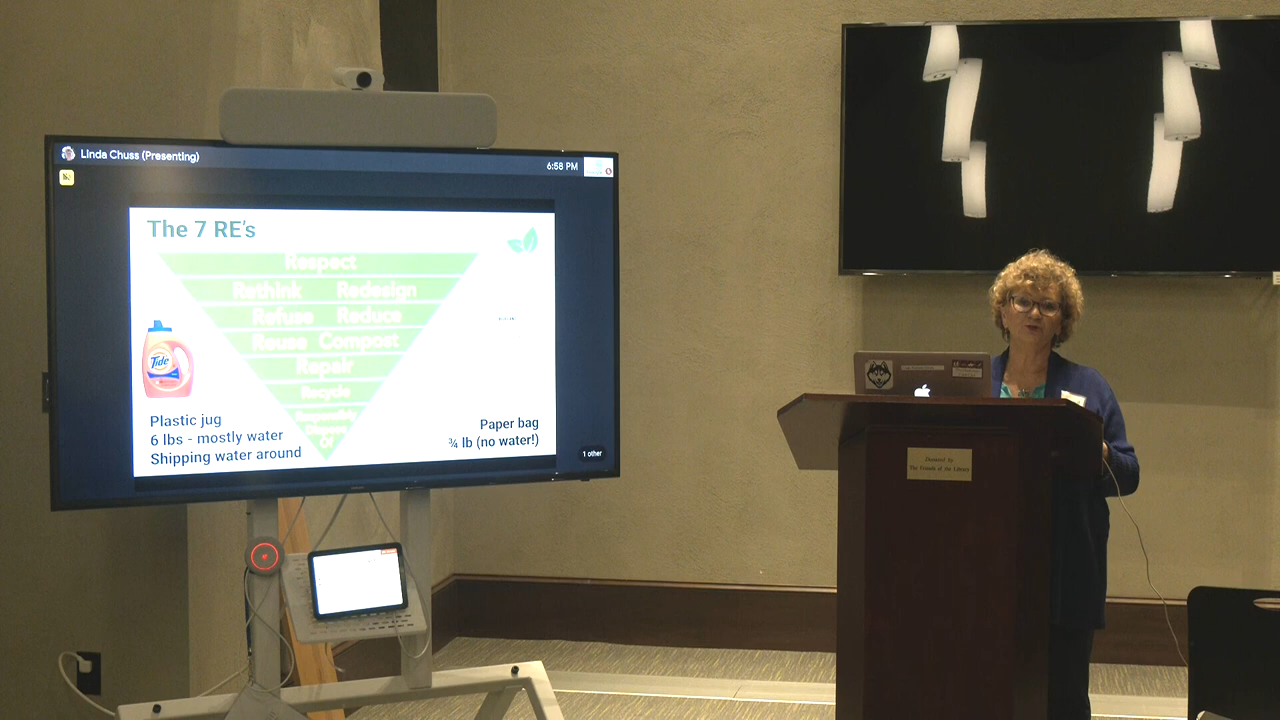 Linda Chuss (Presenting)
6:58 PM
The 7 RE's
Respect
Rethink Redesign
Refuse Reduce
Reuse Compost
Repair
Recycle
Dispose
Of
Tide
Plastic jug
6 lbs - mostly water
Shipping water around
Paper bag
¾ lb (no water!)
1 other
Donated by
The Friends of the Library